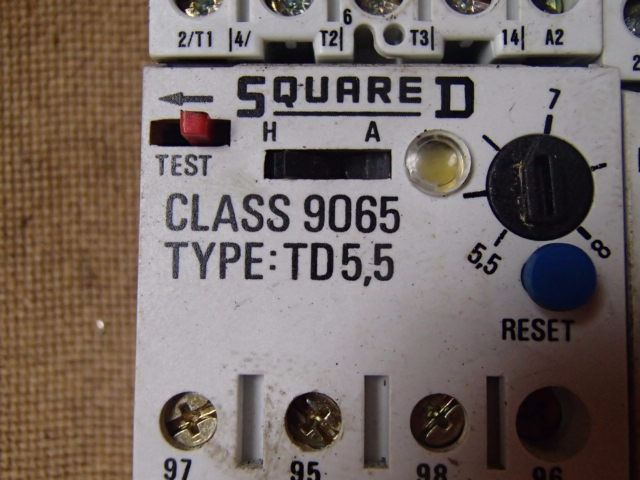 2/T1 4/ T2 6 T3 14 A2
2
SQUARE D
7
H A
TEST
CLASS 9065
TYPE: TD5,5
5,5 8
RESET
97 95 98 96